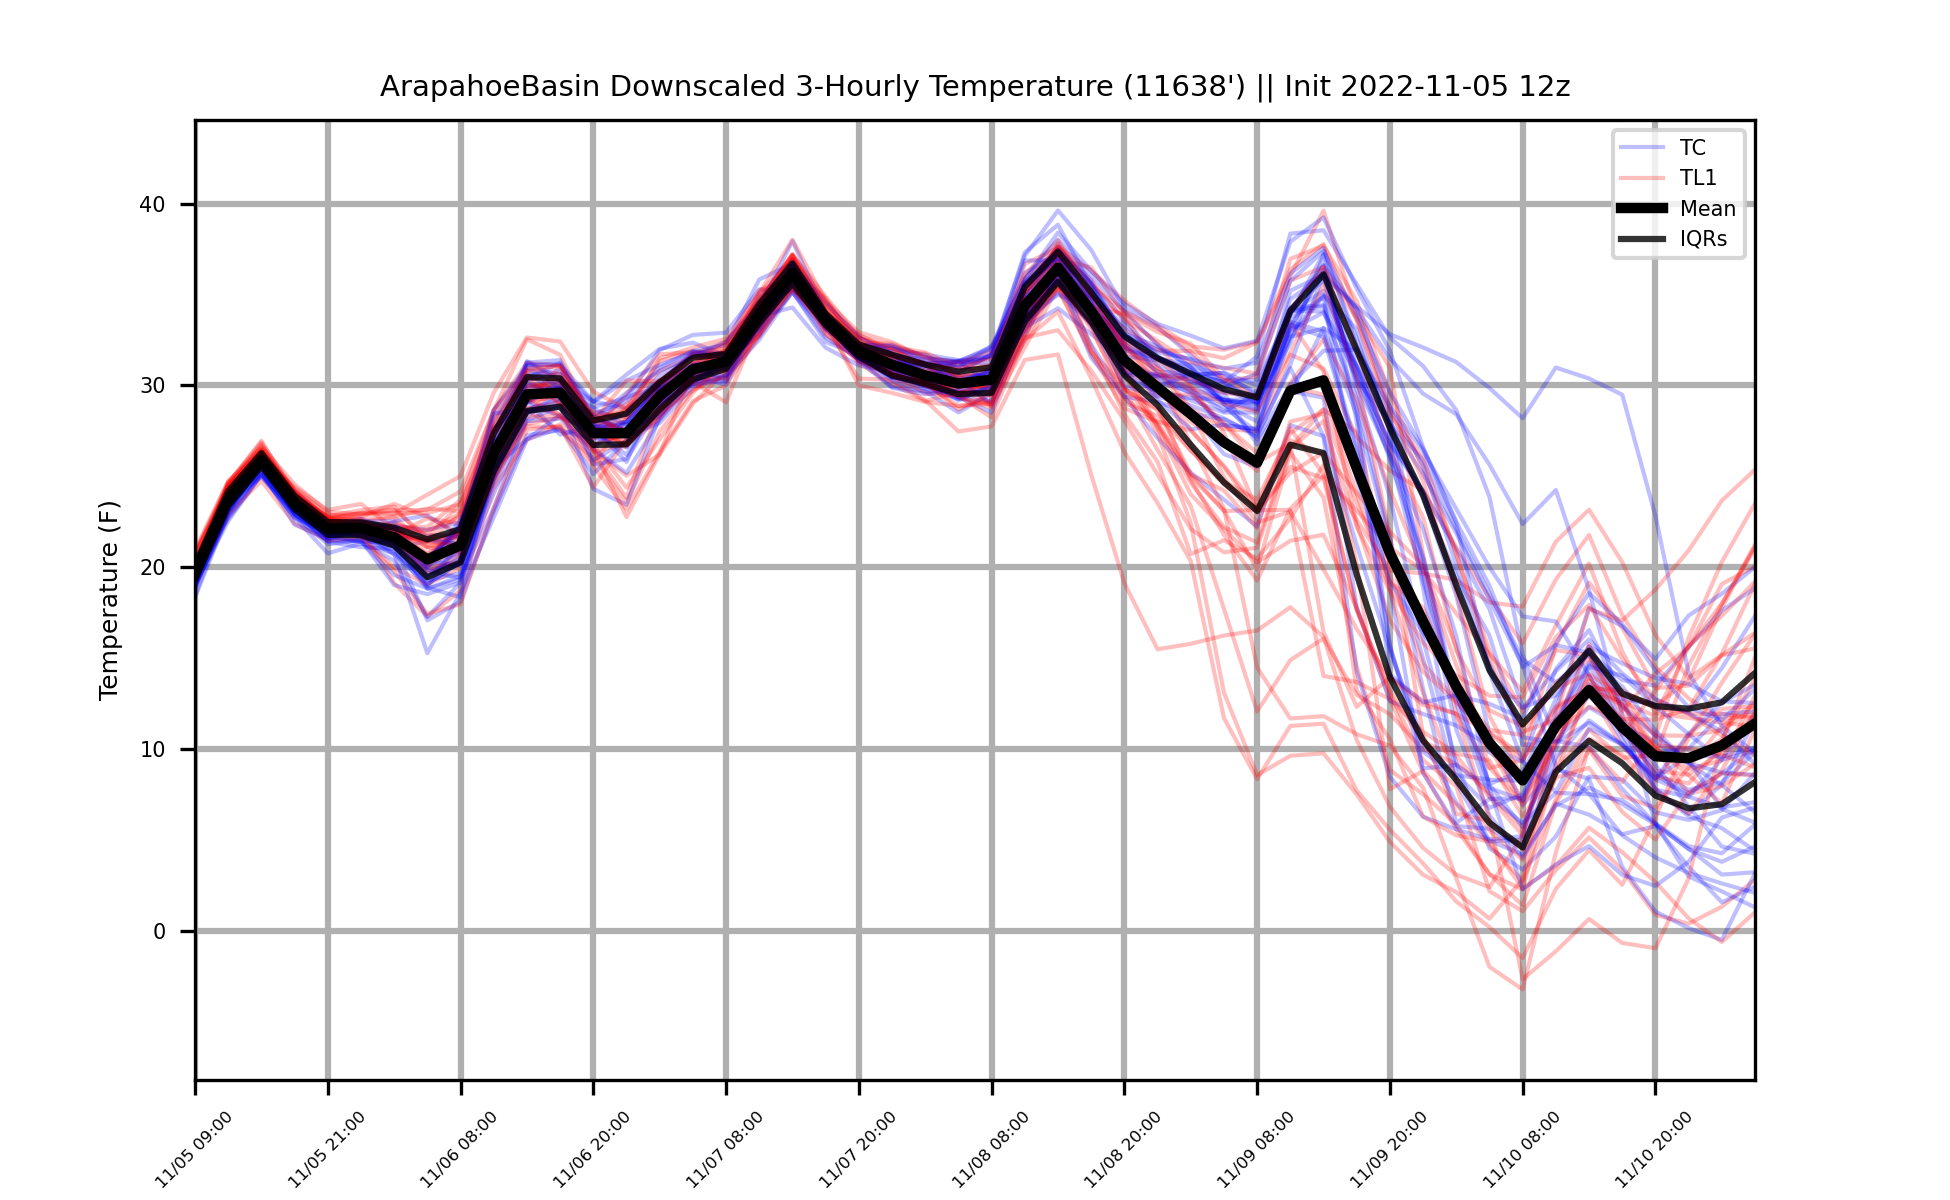 ArapahoeBasin Downscaled 3-Hourly Temperature (11638') || Init 2022-11-05 12z
TC
TL1
Mean
IQRs
Temperature (F)
40
30
20
10
0
11/05 09:00
11/05 21:00
11/06 08:00
11/06 20:00
11/07 08:00
11/07 20:00
11/08 08:00
11/08 20:00
11/09 08:00
11/09 20:00
11/10 08:00
11/10 20:00